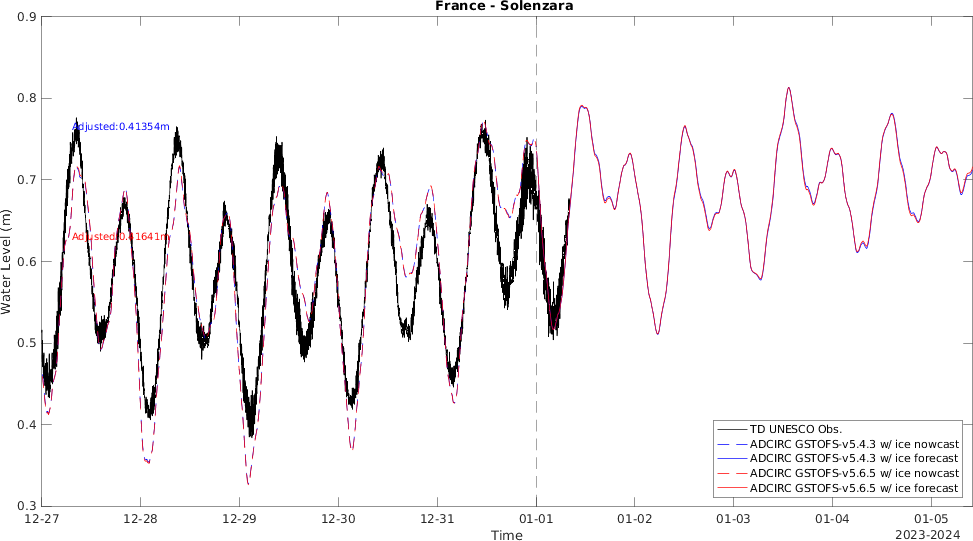 France - Solenzara
0.9
0.8
0.7
0.6
0.5
0.4
0.3
Water Level (m)
Adjusted:0.41354m
Adjusted:0.41641m
TD UNESCO Obs.
ADCIRC GSTOFS-v5.4.3 w/ ice nowcast
ADCIRC GSTOFS-v5.4.3 w/ ice forecast
ADCIRC GSTOFS-v5.6.5 w/ ice nowcast
ADCIRC GSTOFS-v5.6.5 w/ ice forecast
12-27 12-28 12-29 12-30 12-31 01-01 01-02 01-03 01-04 01-05
Time
2023-2024